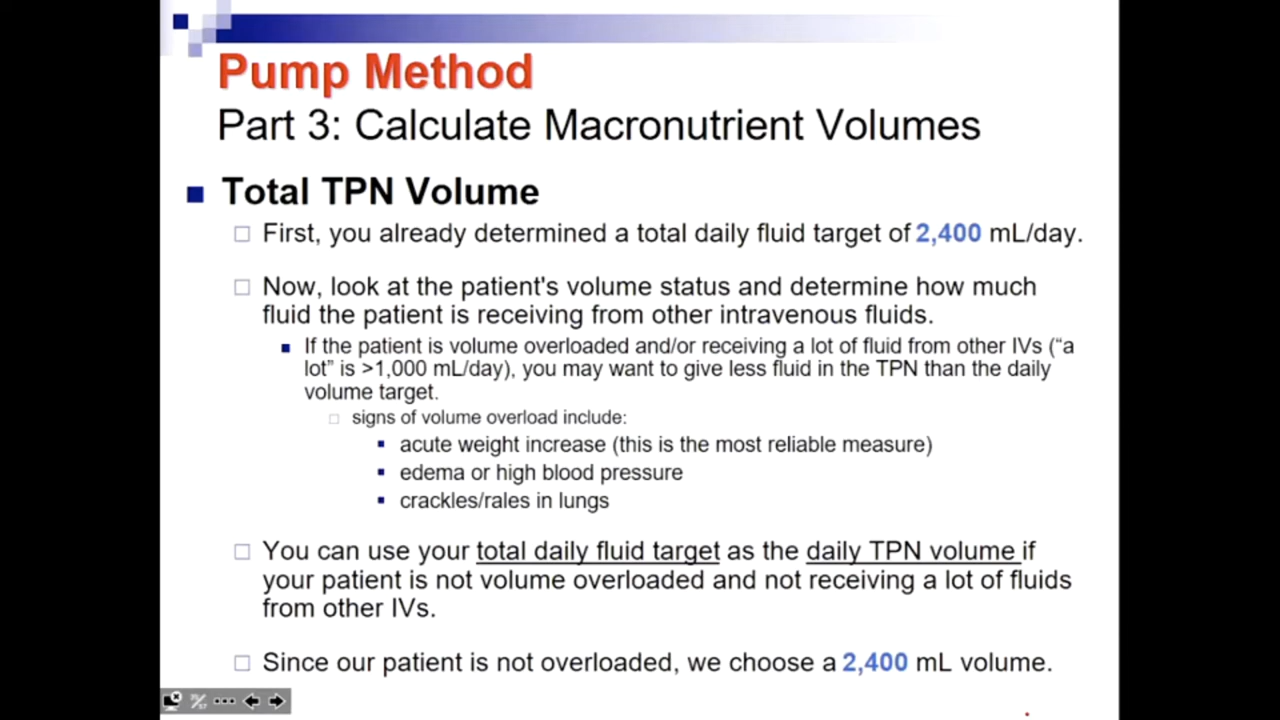 Pump Method
Part 3: Calculate Macronutrient Volumes
Total TPN Volume
First, you already determined a total daily fluid target of 2,400 mL/day.
Now, look at the patient's volume status and determine how much
fluid the patient is receiving from other intravenous fluids.
If the patient is volume overloaded and/or receiving a lot of fluid from other IVs (“a
lot” is >1,000 mL/day), you may want to give less fluid in the TPN than the daily
volume target.
signs of volume overload include:
acute weight increase (this is the most reliable measure)
edema or high blood pressure
crackles/rales in lungs
You can use your total daily fluid target as the daily TPN volume if
your patient is not volume overloaded and not receiving a lot of fluids
from other IVs.
Since our patient is not overloaded, we choose a 2,400 mL volume.